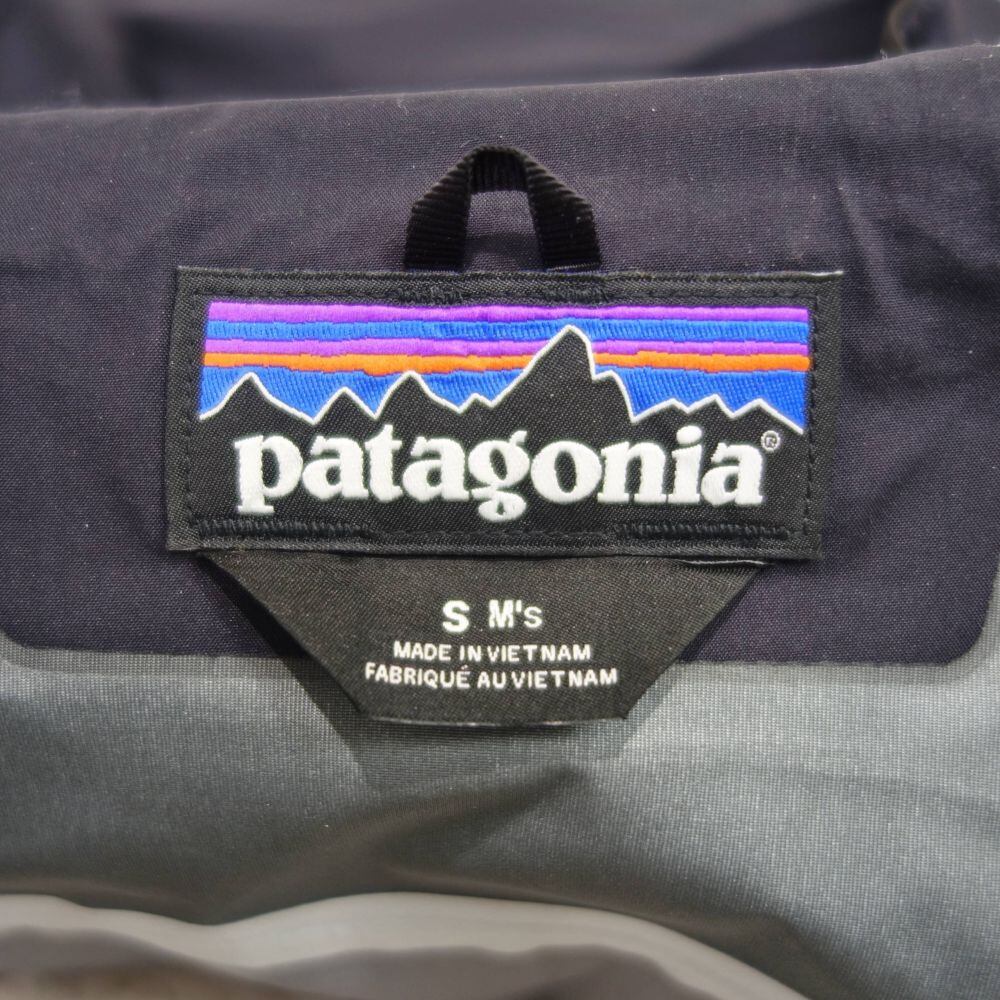 patagonia®
S M's
MADE IN VIETNAM
FABRIQUÉ AU VIETNAM